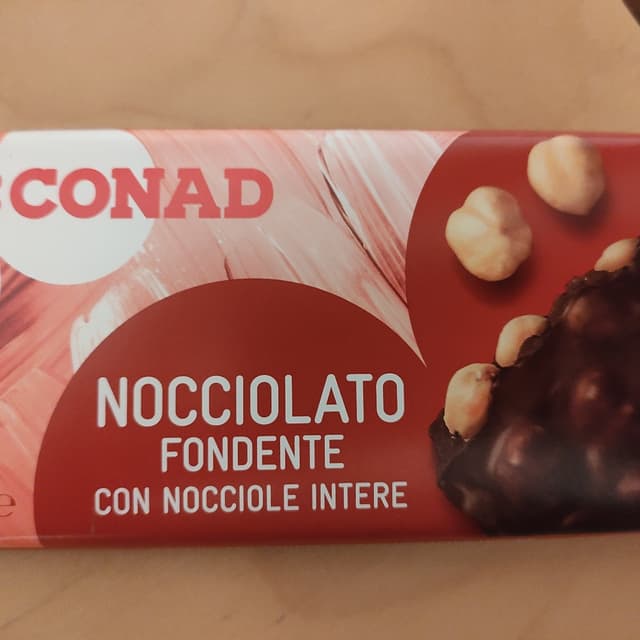 CONAD
NOCCIOLATO
FONDENTE
CON NOCCIOLE INTERE
e